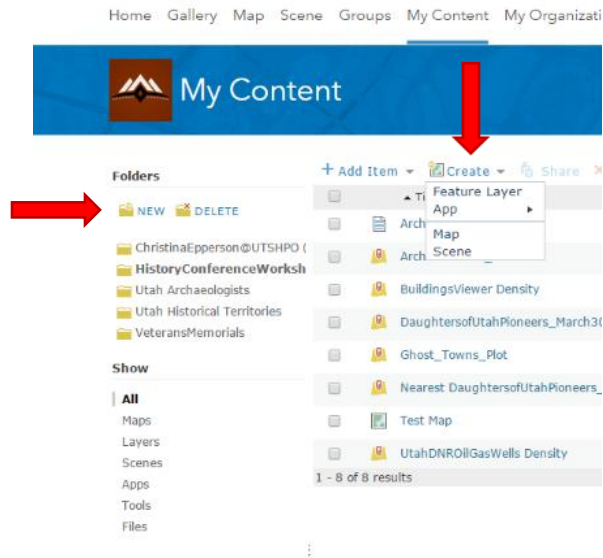 Home Gallery Map Scene Groups My Content My Organizati
My Content
Folders
NEW DELETE
ChristinaEpperson@UTSHPO (
HistoryConferenceWorksh
Utah Archaeologists
Utah Historical Territories
VeteransMemorials
Show
All
Maps
Layers
Scenes
Apps
Tools
Files
+ Add Item Create Share
Ti
Feature Layer
App
Map
Scene
Arch
Arch
BuildingsViewer Density
DaughtersofUtahPioneers_March30
Ghost_Towns_Plot
Nearest DaughtersofUtahPioneers_
Test Map
UtahDNROilGasWells Density
1 - 8 of 8 results